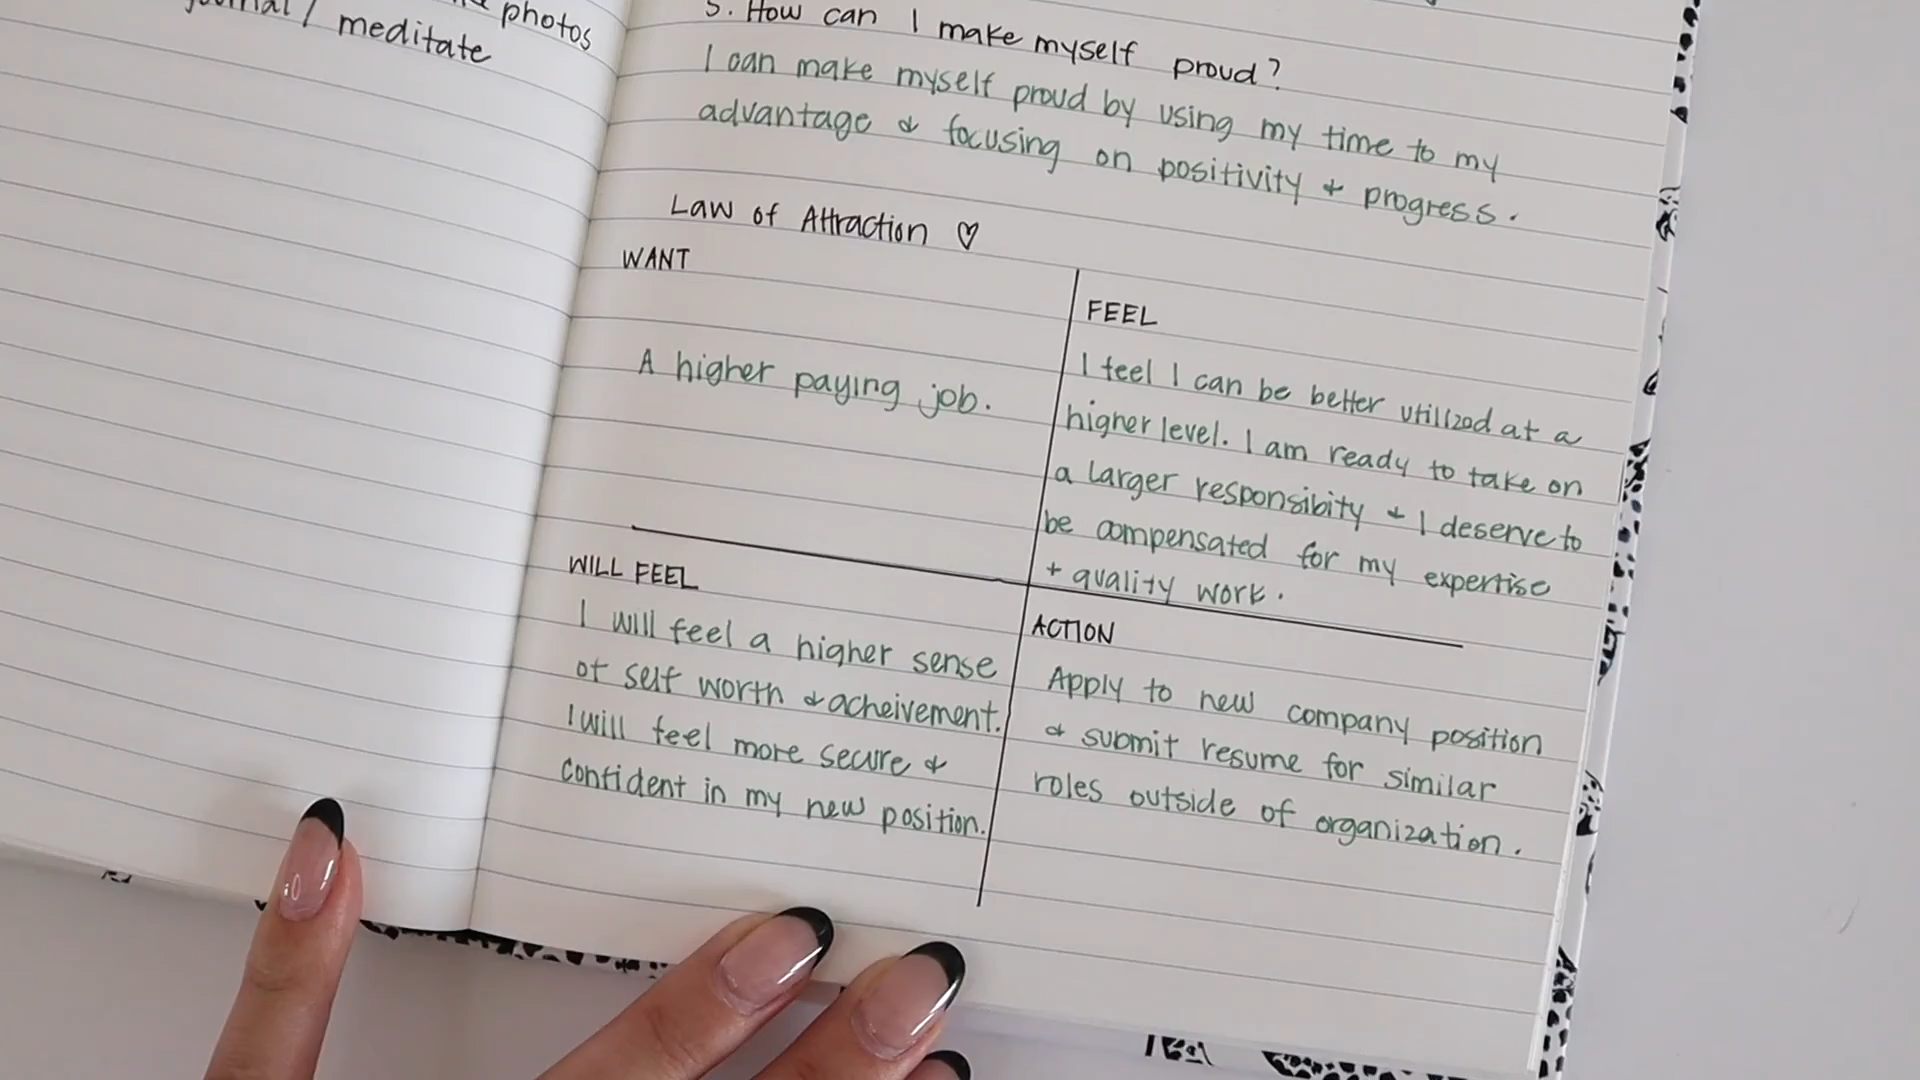 photos
journal / meditate
5. How can I make myself proud?
I can make myself proud by using my time to my
advantage & focusing on positivity + progress.
Law of Attraction ♡
WANT
A higher paying job.
FEEL
I feel I can be better utilized at a
higher level. I am ready to take on
a larger responsibity + I deserve to
be compensated for my expertise
+ quality work.
WILL FEEL
I will feel a higher sense
of self worth & acheivement.
I will feel more secure &
confident in my new position.
ACTION
Apply to new company position
& submit resume for similar
roles outside of organization.